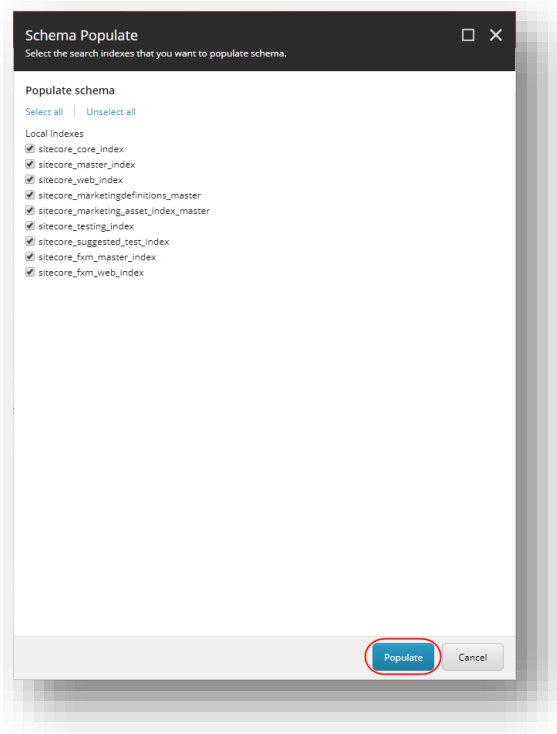 Schema Populate
Select the search indexes that you want to populate schema.
Populate schema
Select all Unselect all
Local Indexes
sitecore_core_index
sitecore_master_index
sitecore_web_index
sitecore_marketingdefinitions_master
sitecore_marketing_asset_index_master
sitecore_testing_index
sitecore_suggested_test_index
sitecore_fxm_master_index
sitecore_fxm_web_index
Populate Cancel